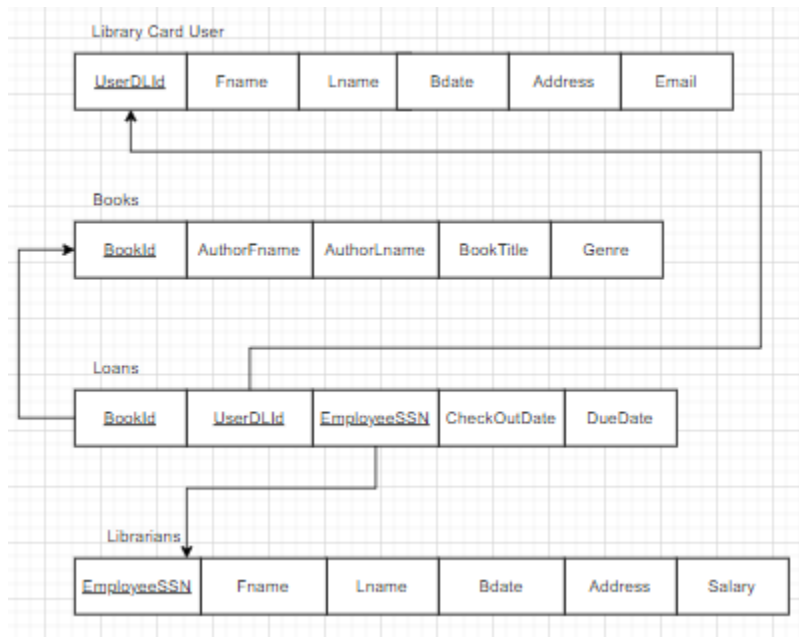 Library Card User
UserDLId Fname Lname Bdate Address Email
Books
BookId AuthorFname AuthorLname BookTitle Genre
Loans
BookId UserDLId EmployeeSSN CheckOutDate DueDate
Librarians
EmployeeSSN Fname Lname Bdate Address Salary